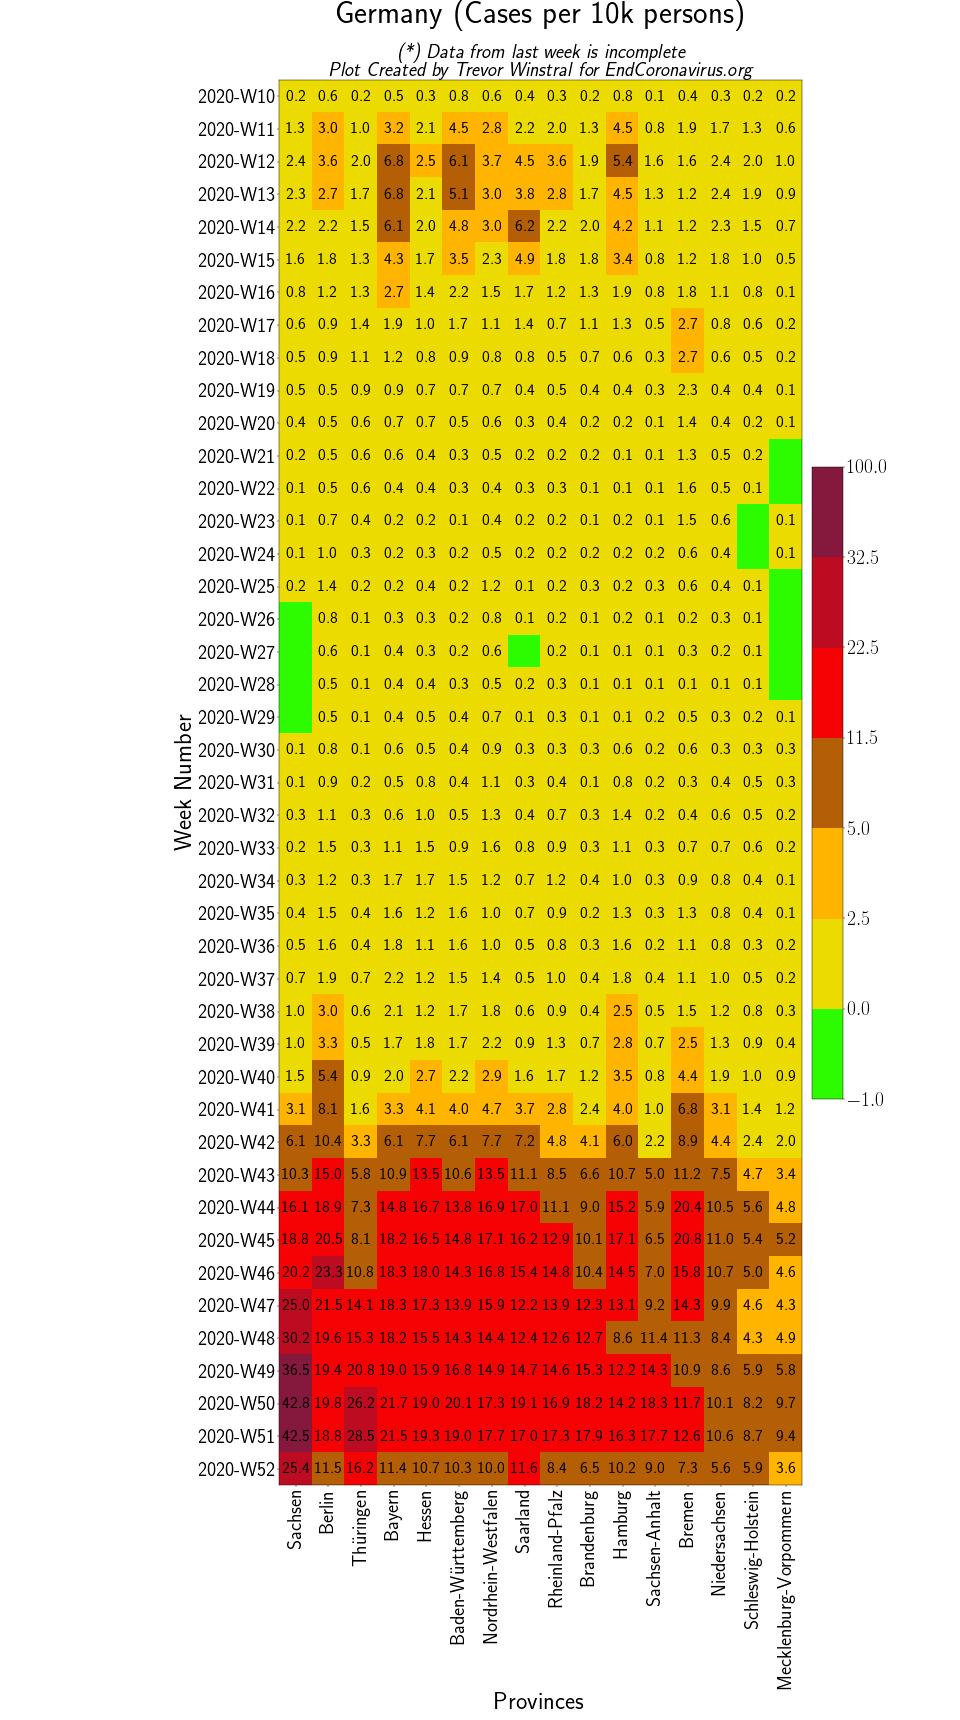 Germany (Cases per 10k persons)
(*) Data from last week is incomplete
Plot Created by Trevor Winstral for EndCoronavirus.org
2020-W10 0.2 0.6 0.2 0.5 0.3 0.8 0.6 0.4 0.3 0.2 0.8 0.1 0.4 0.3 0.2 0.2
2020-W11 1.3 3.0 1.0 3.2 2.1 4.5 2.8 2.2 2.0 1.3 4.5 0.8 1.9 1.7 1.3 0.6
2020-W12 2.4 3.6 2.0 6.8 2.5 6.1 3.7 4.5 3.6 1.9 5.4 1.6 1.6 2.4 2.0 1.0
2020-W13 2.3 2.7 1.7 6.8 2.1 5.1 3.0 3.8 2.8 1.7 4.5 1.3 1.2 2.4 1.9 0.9
2020-W14 2.2 2.2 1.5 6.1 2.0 4.8 3.0 6.2 2.2 2.0 4.2 1.1 1.2 2.3 1.5 0.7
2020-W15 1.6 1.8 1.3 4.3 1.7 3.5 2.3 4.9 1.8 1.8 3.4 0.8 1.2 1.8 1.0 0.5
2020-W16 0.8 1.2 1.3 2.7 1.4 2.2 1.5 1.7 1.2 1.3 1.9 0.8 1.8 1.1 0.8 0.1
2020-W17 0.6 0.9 1.4 1.9 1.0 1.7 1.1 1.4 0.7 1.1 1.3 0.5 2.7 0.8 0.6 0.2
2020-W18 0.5 0.9 1.1 1.2 0.8 0.9 0.8 0.8 0.5 0.7 0.6 0.3 2.7 0.6 0.5 0.2
2020-W19 0.5 0.5 0.9 0.9 0.7 0.7 0.7 0.4 0.5 0.4 0.4 0.3 2.3 0.4 0.4 0.1
2020-W20 0.4 0.5 0.6 0.7 0.7 0.5 0.6 0.3 0.4 0.2 0.2 0.1 1.4 0.4 0.2 0.1
2020-W21 0.2 0.5 0.6 0.6 0.4 0.3 0.5 0.2 0.2 0.2 0.1 0.1 1.3 0.5 0.2
2020-W22 0.1 0.5 0.6 0.4 0.4 0.3 0.4 0.3 0.3 0.1 0.1 0.1 1.6 0.5 0.1
2020-W23 0.1 0.7 0.4 0.2 0.2 0.1 0.4 0.2 0.2 0.1 0.2 0.1 1.5 0.6 0.1
2020-W24 0.1 1.0 0.3 0.2 0.3 0.2 0.5 0.2 0.2 0.2 0.2 0.2 0.6 0.4 0.1
2020-W25 0.2 1.4 0.2 0.2 0.4 0.2 1.2 0.1 0.2 0.3 0.2 0.3 0.6 0.4 0.1
2020-W26 0.8 0.1 0.3 0.3 0.2 0.8 0.1 0.2 0.1 0.2 0.1 0.2 0.3 0.1
2020-W27 0.6 0.1 0.4 0.3 0.2 0.6 0.2 0.1 0.1 0.1 0.3 0.2 0.1
2020-W28 0.5 0.1 0.4 0.4 0.3 0.5 0.2 0.3 0.1 0.1 0.1 0.1 0.1 0.1
2020-W29 0.5 0.1 0.4 0.5 0.4 0.7 0.1 0.3 0.1 0.1 0.2 0.5 0.3 0.2 0.1
2020-W30 0.1 0.8 0.1 0.6 0.5 0.4 0.9 0.3 0.3 0.3 0.6 0.2 0.6 0.3 0.3 0.3
2020-W31 0.1 0.9 0.2 0.5 0.8 0.4 1.1 0.3 0.4 0.1 0.8 0.2 0.3 0.4 0.5 0.3
2020-W32 0.3 1.1 0.3 0.6 1.0 0.5 1.3 0.4 0.7 0.3 1.4 0.2 0.4 0.6 0.5 0.2
2020-W33 0.2 1.5 0.3 1.1 1.5 0.9 1.6 0.8 0.9 0.3 1.1 0.3 0.7 0.7 0.6 0.2
2020-W34 0.3 1.2 0.3 1.7 1.7 1.5 1.2 0.7 1.2 0.4 1.0 0.3 0.9 0.8 0.4 0.1
2020-W35 0.4 1.5 0.4 1.6 1.2 1.6 1.0 0.7 0.9 0.2 1.3 0.3 1.3 0.8 0.4 0.1
2020-W36 0.5 1.6 0.4 1.8 1.1 1.6 1.0 0.5 0.8 0.3 1.6 0.2 1.1 0.8 0.3 0.2
2020-W37 0.7 1.9 0.7 2.2 1.2 1.5 1.4 0.5 1.0 0.4 1.8 0.4 1.1 1.0 0.5 0.2
2020-W38 1.0 3.0 0.6 2.1 1.2 1.7 1.8 0.6 0.9 0.4 2.5 0.5 1.5 1.2 0.8 0.3
2020-W39 1.0 3.3 0.5 1.7 1.8 1.7 2.2 0.9 1.3 0.7 2.8 0.7 2.5 1.3 0.9 0.4
2020-W40 1.5 5.4 0.9 2.0 2.7 2.2 2.9 1.6 1.7 1.2 3.5 0.8 4.4 1.9 1.0 0.9
2020-W41 3.1 8.1 1.6 3.3 4.1 4.0 4.7 3.7 2.8 2.4 4.0 1.0 6.8 3.1 1.4 1.2
2020-W42 6.1 10.4 3.3 6.1 7.7 6.1 7.7 7.2 4.8 4.1 6.0 2.2 8.9 4.4 2.4 2.0
2020-W43 10.3 15.0 5.8 10.9 13.5 10.6 13.5 11.1 8.5 6.6 10.7 5.0 11.2 7.5 4.7 3.4
2020-W44 16.1 18.9 7.3 14.8 16.7 13.8 16.9 17.0 11.1 9.0 15.2 5.9 20.4 10.5 5.6 4.8
2020-W45 18.8 20.5 8.1 18.2 16.5 14.8 17.1 16.2 12.9 10.1 17.1 6.5 20.8 11.0 5.4 5.2
2020-W46 20.2 23.3 10.8 18.3 18.0 14.3 16.8 15.4 14.8 10.4 14.5 7.0 15.8 10.7 5.0 4.6
2020-W47 25.0 21.5 14.1 18.3 17.3 13.9 15.9 12.2 13.9 12.3 13.1 9.2 14.3 9.9 4.6 4.3
2020-W48 30.2 19.6 15.3 18.2 15.5 14.3 14.4 12.4 12.6 12.7 8.6 11.4 11.3 8.4 4.3 4.9
2020-W49 36.5 19.4 20.8 19.0 15.9 16.8 14.9 14.7 14.6 15.3 12.2 14.3 10.9 8.6 5.9 5.8
2020-W50 42.8 19.8 26.2 21.7 19.0 20.1 17.3 19.1 16.9 18.2 14.2 18.3 11.7 10.1 8.2 9.7
2020-W51 42.5 18.8 28.5 21.5 19.3 19.0 17.7 17.0 17.3 17.9 16.3 17.7 12.6 10.6 8.7 9.4
2020-W52 25.4 11.5 16.2 11.4 10.7 10.3 10.0 11.6 8.4 6.5 10.2 9.0 7.3 5.6 5.9 3.6
Week Number
Sachsen
Berlin
Thüringen
Bayern
Hessen
Baden-Württemberg
Nordrhein-Westfalen
Saarland
Rheinland-Pfalz
Brandenburg
Hamburg
Sachsen-Anhalt
Bremen
Niedersachsen
Schleswig-Holstein
Mecklenburg-Vorpommern
Provinces
100.0
32.5
22.5
11.5
5.0
2.5
0.0
−1.0